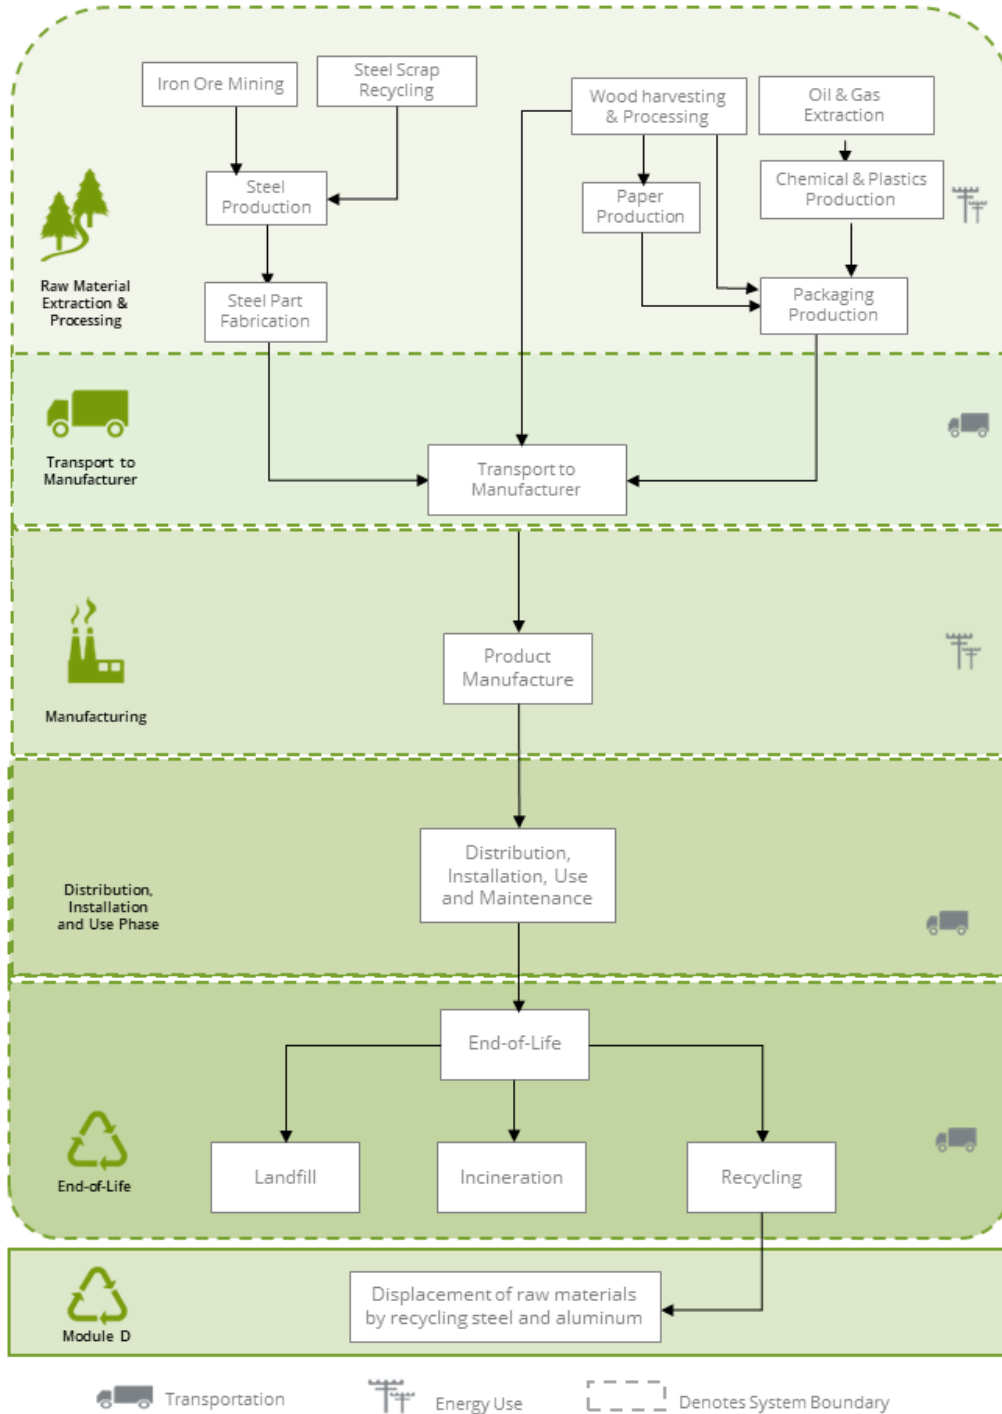 Iron Ore Mining
Steel Scrap
Recycling
Wood harvesting
& Processing
Oil & Gas
Extraction
Steel
Production
Paper
Production
Chemical & Plastics
Production
Raw Material
Extraction &
Processing
Steel Part
Fabrication
Packaging
Production
Transport to
Manufacturer
Transport to
Manufacturer
Product
Manufacture
Manufacturing
Distribution,
Installation, Use
and Maintenance
Distribution,
Installation
and Use Phase
End-of-Life
Landfill
Incineration
Recycling
End-of-Life
Displacement of raw materials
by recycling steel and aluminum
Module D
Transportation
Energy Use
Denotes System Boundary